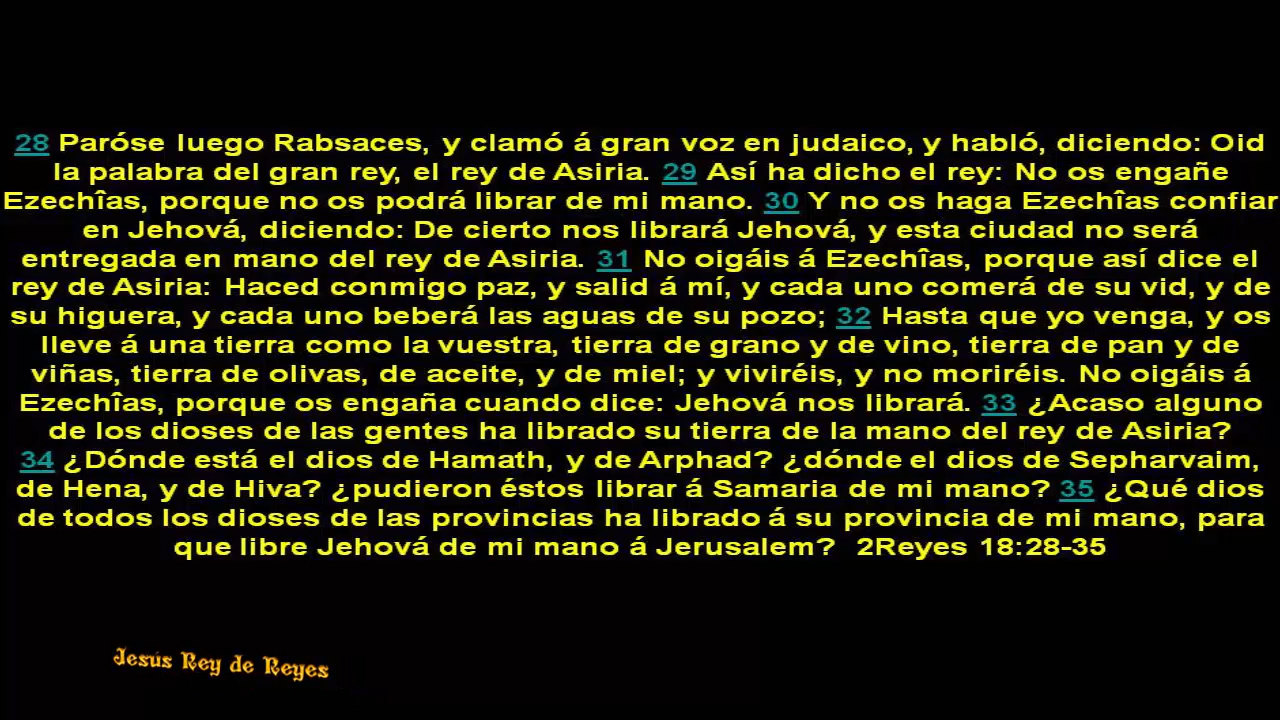 28 Paróse luego Rabsaces, y clamó á gran voz en judaico, y habló, diciendo: Oid
la palabra del gran rey, el rey de Asiria. 29 Así ha dicho el rey: No os engañe
Ezechîas, porque no os podrá librar de mi mano. 30 Y no os haga Ezechîas confiar
en Jehová, diciendo: De cierto nos librará Jehová, y esta ciudad no será
entregada en mano del rey de Asiria. 31 No oigáis á Ezechîas, porque así dice el
rey de Asiria: Haced conmigo paz, y salid á mí, y cada uno comerá de su vid, y de
su higuera, y cada uno beberá las aguas de su pozo; 32 Hasta que yo venga, y os
lleve á una tierra como la vuestra, tierra de grano y de vino, tierra de pan y de
viñas, tierra de olivas, de aceite, y de miel; y viviréis, y no moriréis. No oigáis á
Ezechîas, porque os engaña cuando dice: Jehová nos librará. 33 ¿Acaso alguno
de los dioses de las gentes ha librado su tierra de la mano del rey de Asiria?
34 ¿Dónde está el dios de Hamath, y de Arphad? ¿dónde el dios de Sepharvaim,
de Hena, y de Hiva? ¿pudieron éstos librar á Samaria de mi mano? 35 ¿Qué dios
de todos los dioses de las provincias ha librado á su provincia de mi mano, para
que libre Jehová de mi mano á Jerusalem? 2Reyes 18:28-35
Jesús Rey de Reyes